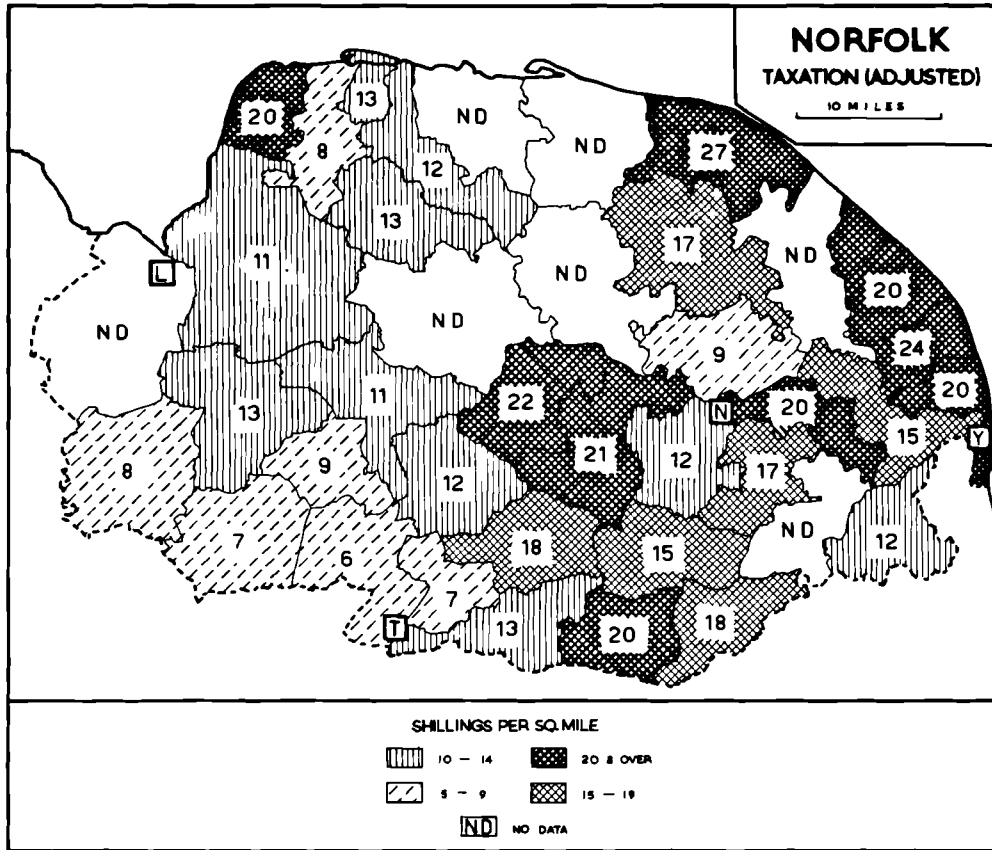 NORFOLK
TAXATION (ADJUSTED)
10 MILES
20
8
13
ND
ND
27
12
13
17
ND
11
L
ND
ND
ND
20
9
24
22
20
20
13
11
N
15
Y
8
9
12
21
12
17
7
6
18
15
ND
12
7
T
13
20
18
SHILLINGS PER SQ. MILE
10 — 14
20 & OVER
5 — 9
15 — 19
ND NO DATA